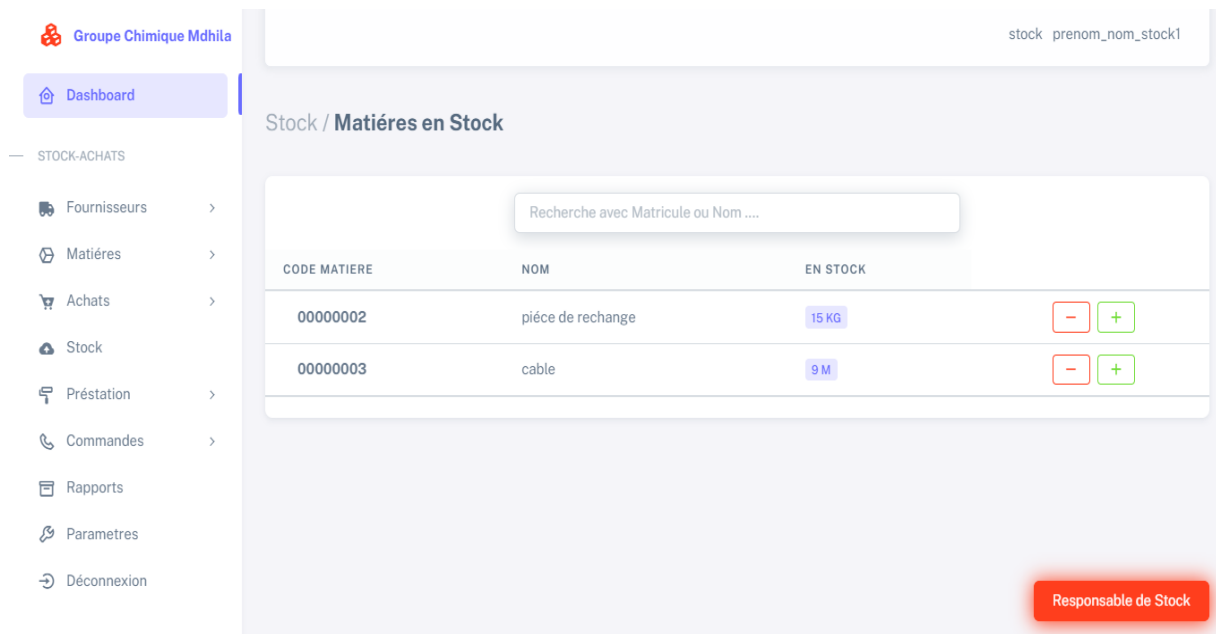 Groupe Chimique Mdhila
stock prenom_nom_stock1
Dashboard
Stock / Matiéres en Stock
STOCK-ACHATS
Fournisseurs
Matiéres
Achats
Stock
Préstation
Commandes
Rapports
Parametres
Déconnexion
Recherche avec Matricule ou Nom ....
CODE MATIERE NOM EN STOCK
00000002 piéce de rechange 15 KG − +
00000003 cable 9 M − +
Responsable de Stock